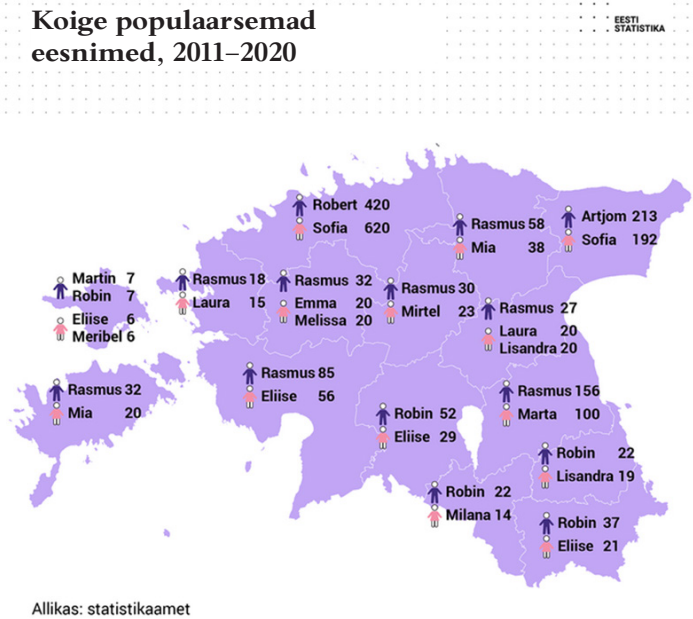 Koige populaarsemad
eesnimed, 2011–2020
EESTI
STATISTIKA
Robert 420
Sofia 620
Rasmus 58
Mia 38
Artjom 213
Sofia 192
Martin 7
Robin 7
Eliise 6
Meribel 6
Rasmus 18
Laura 15
Rasmus 32
Emma 20
Melissa 20
Rasmus 30
Mirtel 23
Rasmus 27
Laura 20
Lisandra 20
Rasmus 32
Mia 20
Rasmus 85
Eliise 56
Robin 52
Eliise 29
Rasmus 156
Marta 100
Robin 22
Lisandra 19
Robin 22
Milana 14
Robin 37
Eliise 21
Allikas: statistikaamet